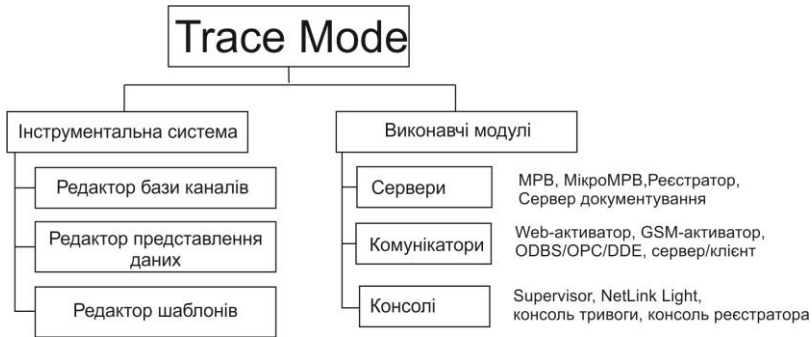 Trace Mode
Інструментальна система
Виконавчі модулі
Редактор бази каналів
Редактор представлення
даних
Редактор шаблонів
Сервери
МРВ, МікроМРВ,Реєстратор,
Сервер документування
Комунікатори
Web-активатор, GSM-активатор,
ODBS/OPC/DDE, сервер/клієнт
Консолі
Supervisor, NetLink Light,
консоль тривоги, консоль реєстратора